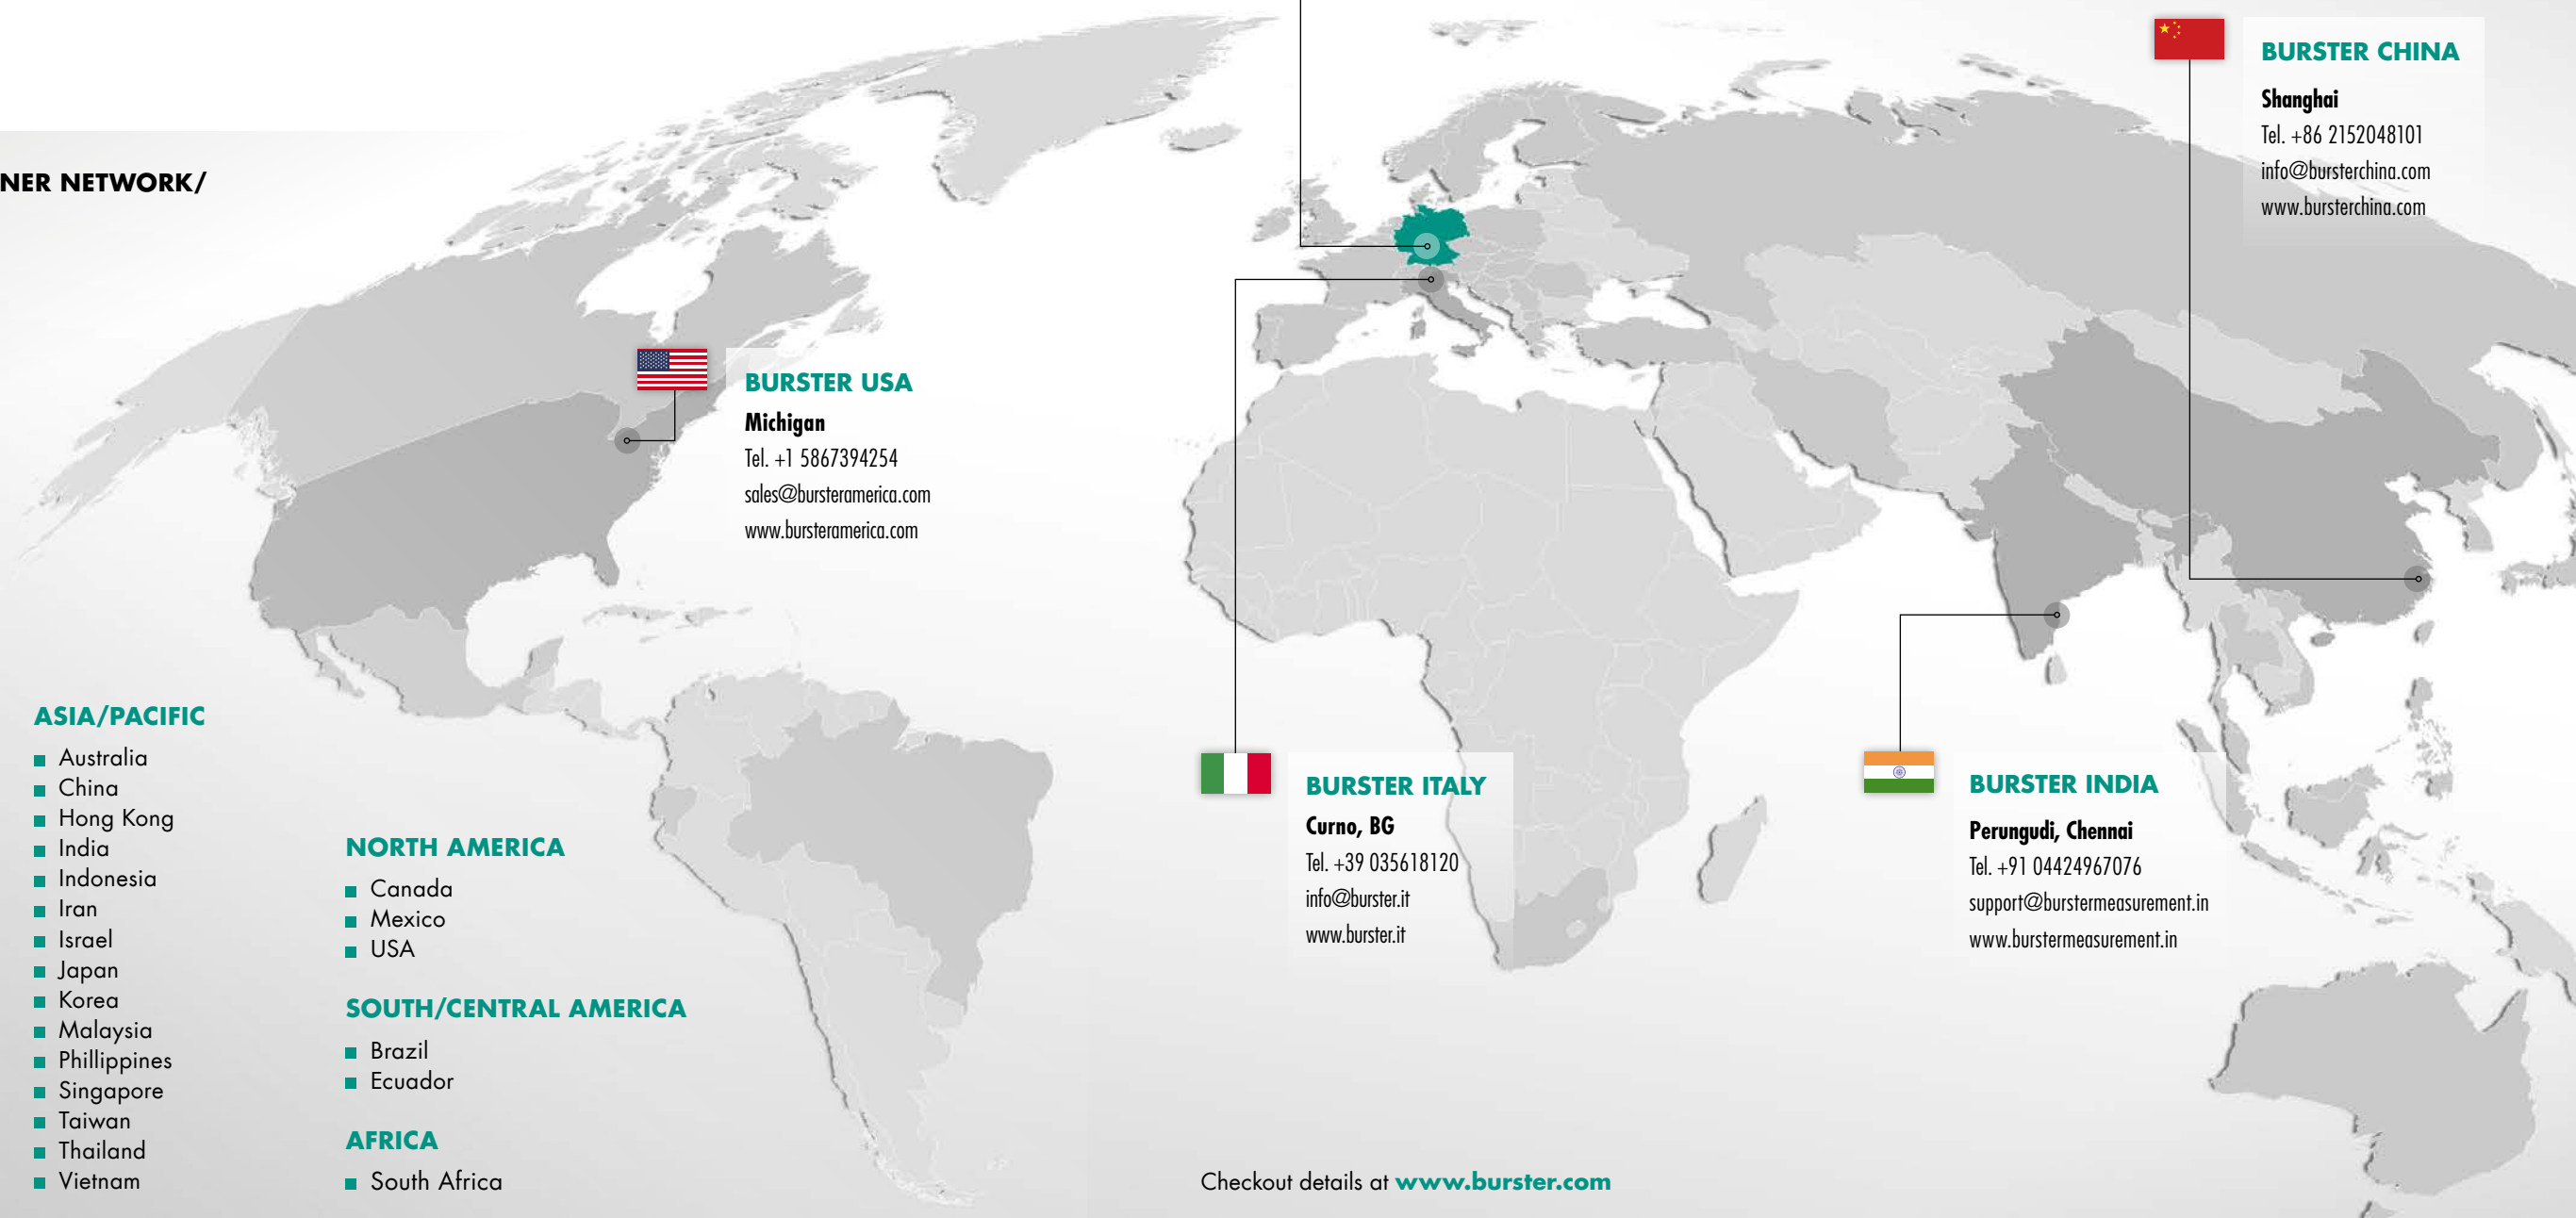 NER NETWORK/
BURSTER CHINA
Shanghai
Tel. +86 2152048101
info@bursterchina.com
www.bursterchina.com
BURSTER USA
Michigan
Tel. +1 5867394254
sales@bursteramerica.com
www.bursteramerica.com
ASIA/PACIFIC
Australia
China
Hong Kong
India
Indonesia
Iran
Israel
Japan
Korea
Malaysia
Phillippines
Singapore
Taiwan
Thailand
Vietnam
NORTH AMERICA
Canada
Mexico
USA
SOUTH/CENTRAL AMERICA
Brazil
Ecuador
AFRICA
South Africa
BURSTER ITALY
Curno, BG
Tel. +39 035618120
info@burster.it
www.burster.it
BURSTER INDIA
Perungudi, Chennai
Tel. +91 04424967076
support@burstermeasurement.in
www.burstermeasurement.in
Checkout details at www.burster.com